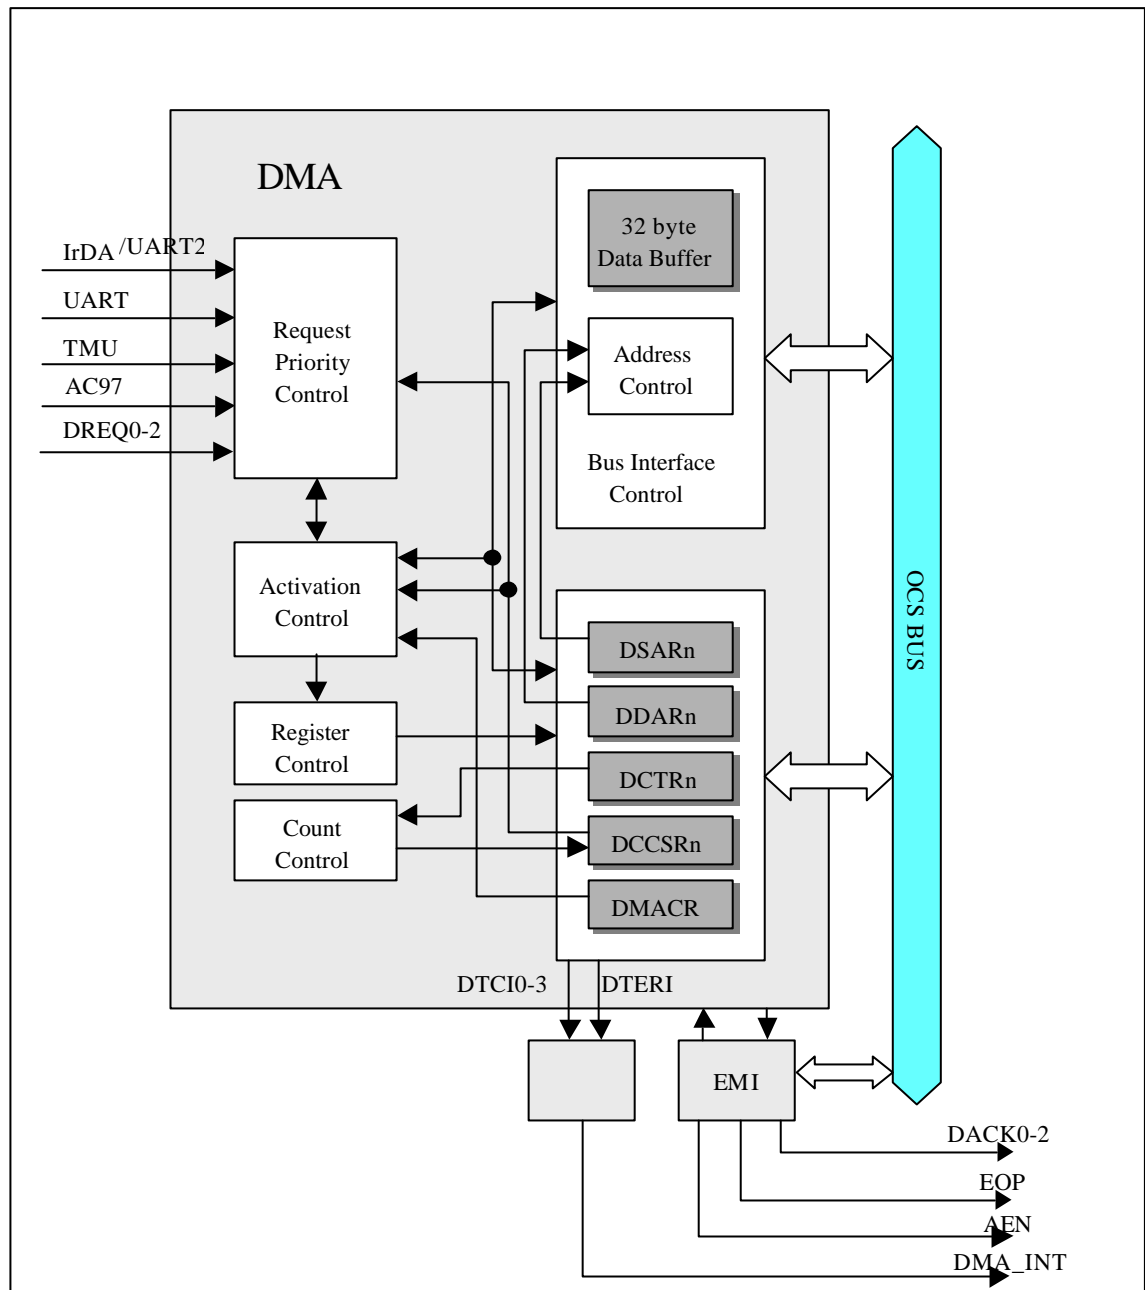 DMA
IrDA /UART2
UART
TMU
AC97
DREQ0-2
Request
Priority
Control
Activation
Control
Register
Control
Count
Control
32 byte
Data Buffer
Address
Control
Bus Interface
Control
DSARn
DDARn
DCTRn
DCCSRn
DMACR
OCS BUS
DTCI0-3
DTERI
EMI
DACK0-2
EOP
AEN
DMA_INT